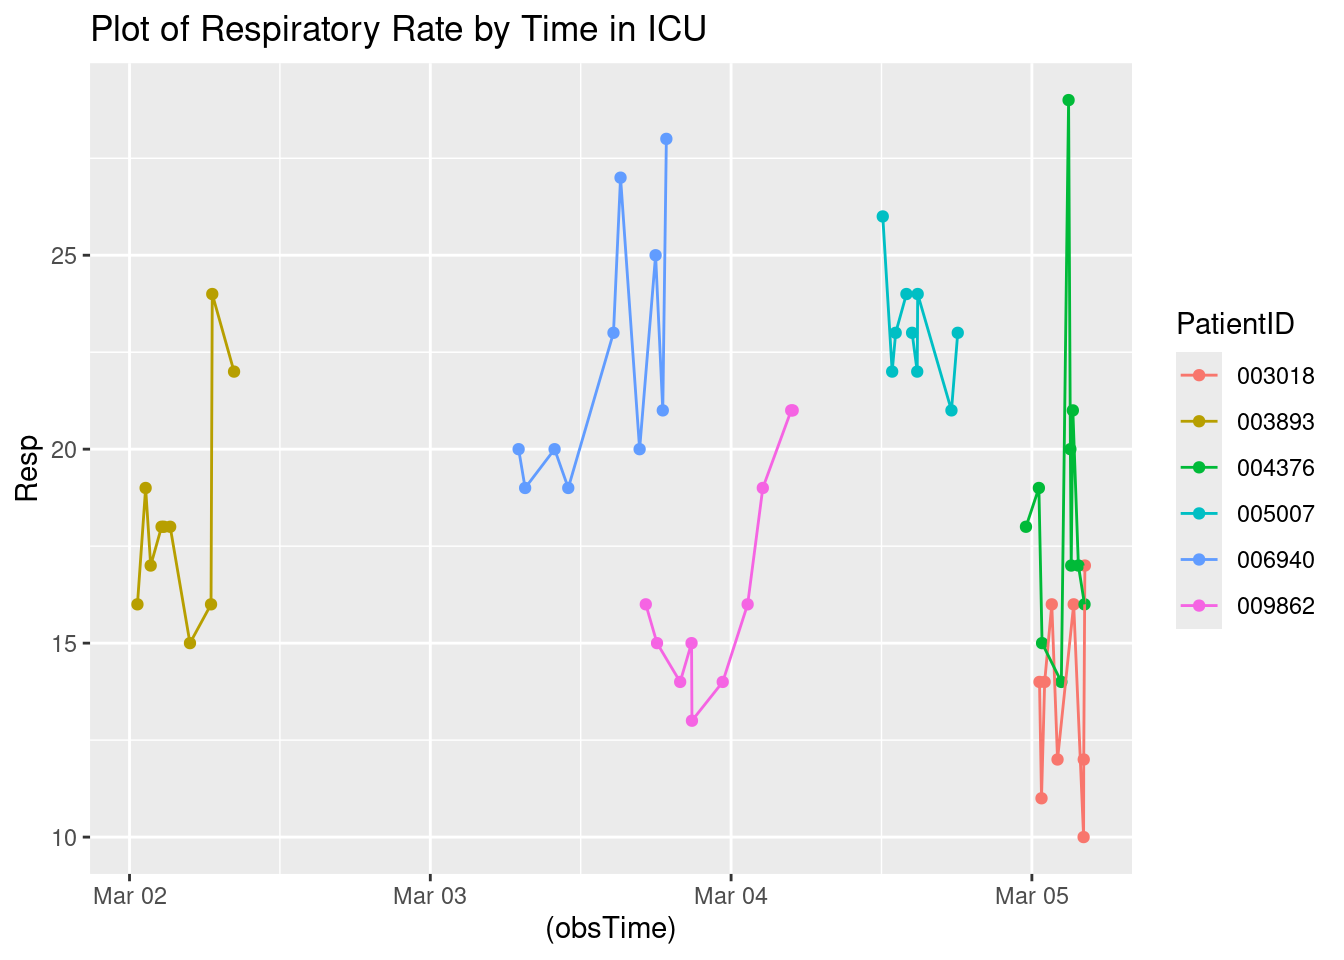 Plot of Respiratory Rate by Time in ICU
Resp
25
20
15
10
Mar 02
Mar 03
Mar 04
Mar 05
(obsTime)
PatientID
003018
003893
004376
005007
006940
009862